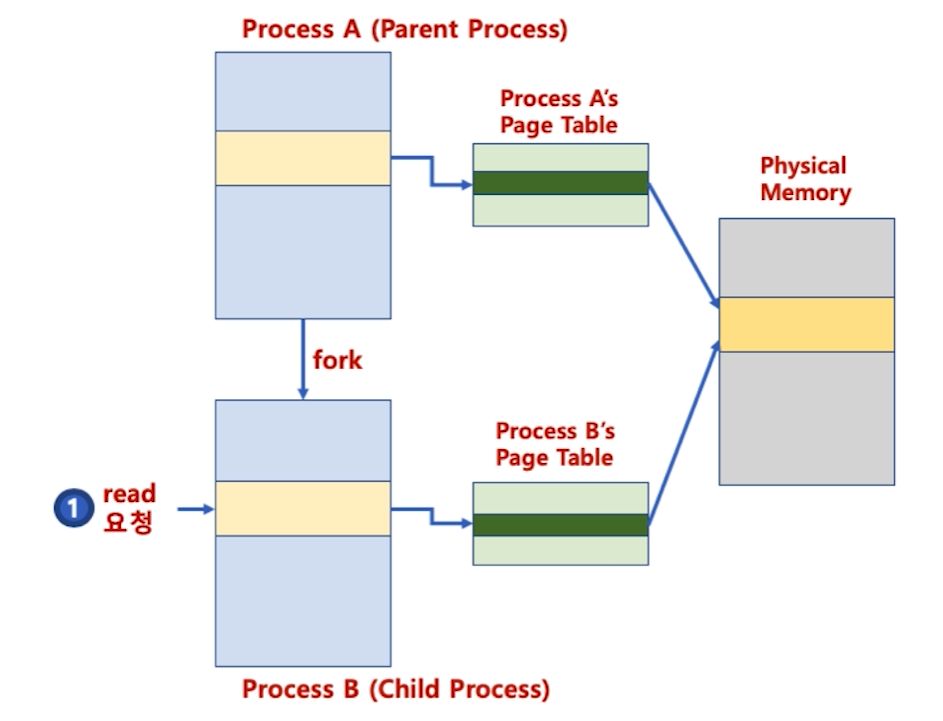 Process A (Parent Process)
Process A's
Page Table
Physical
Memory
fork
Process B's
Page Table
1
read
요청
Process B (Child Process)